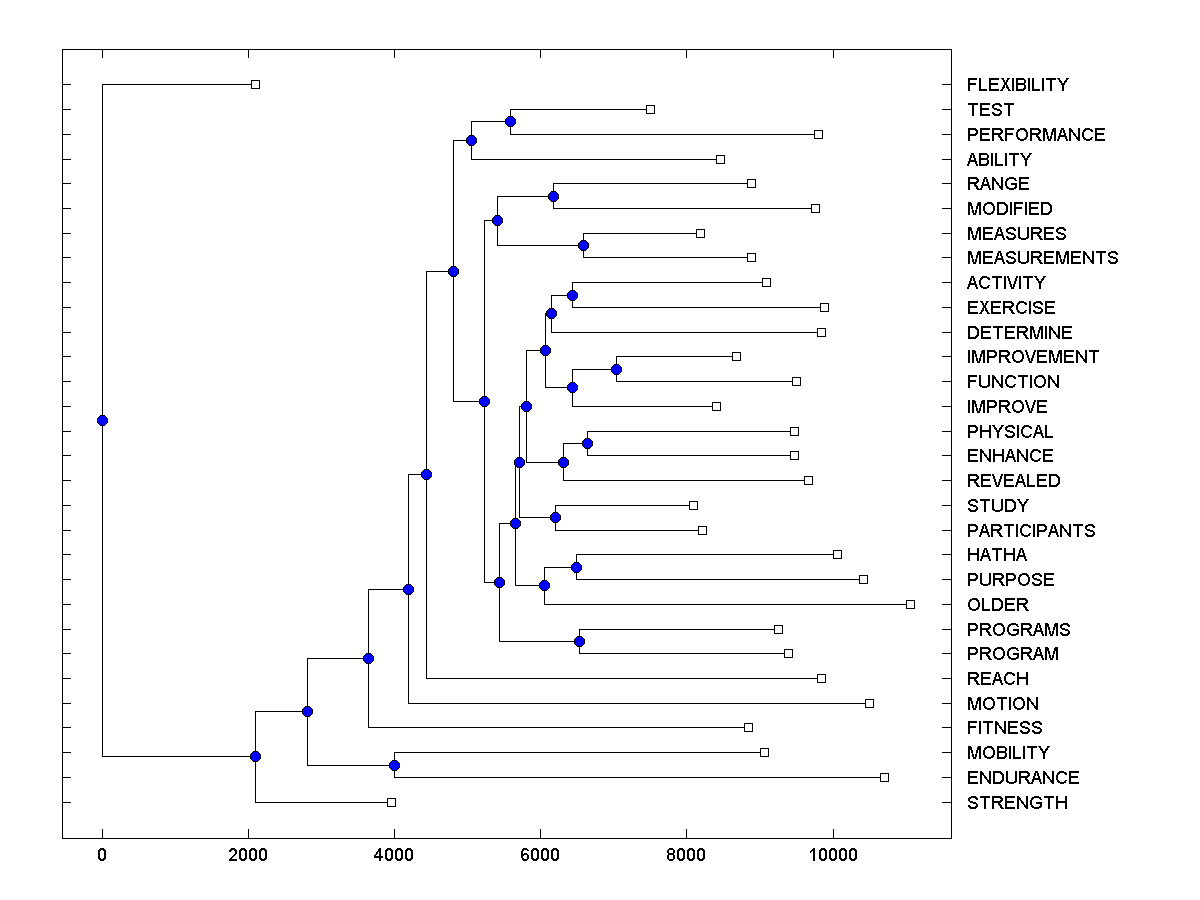 FLEXIBILITY
TEST
PERFORMANCE
ABILITY
RANGE
MODIFIED
MEASURES
MEASUREMENTS
ACTIVITY
EXERCISE
DETERMINE
IMPROVEMENT
FUNCTION
IMPROVE
PHYSICAL
ENHANCE
REVEALED
STUDY
PARTICIPANTS
HATHA
PURPOSE
OLDER
PROGRAMS
PROGRAM
REACH
MOTION
FITNESS
MOBILITY
ENDURANCE
STRENGTH
0 2000 4000 6000 8000 10000